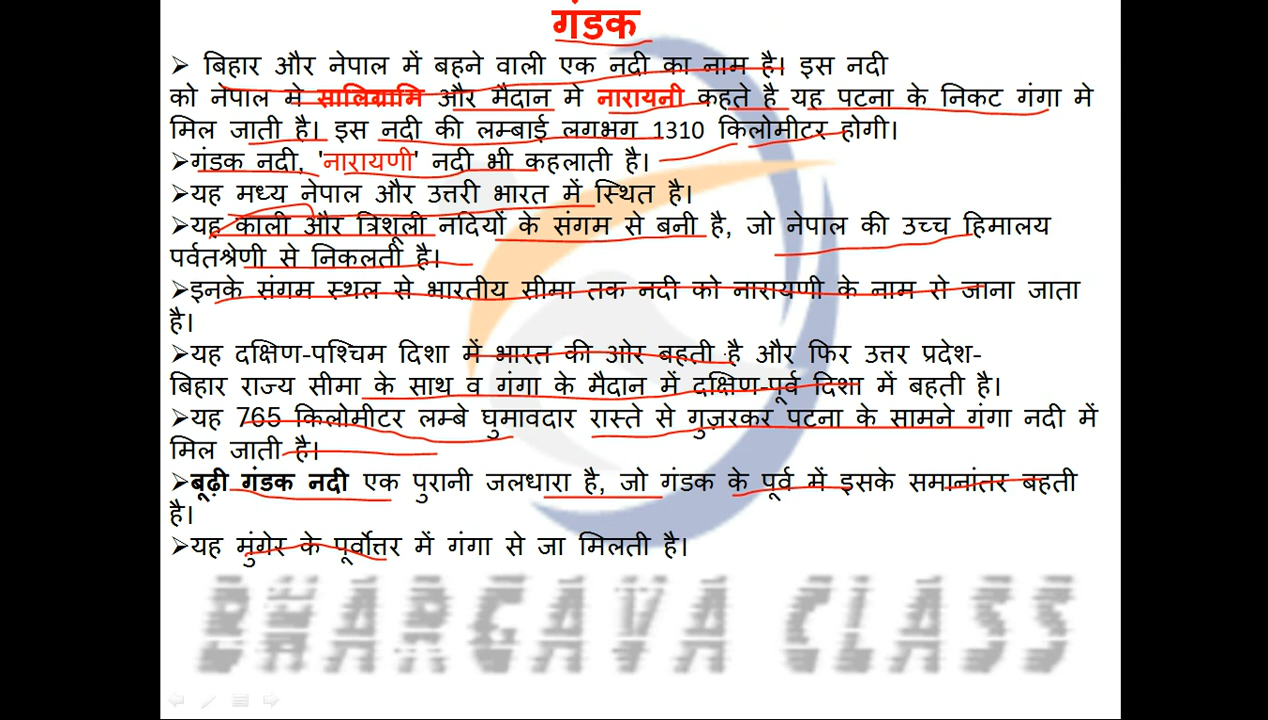 गंडक
➢ बिहार और नेपाल में बहने वाली एक नदी का नाम है। इस नदी
को नेपाल मे सालिग्रामि और मैदान मे नारायनी कहते है यह पटना के निकट गंगा मे
मिल जाती है। इस नदी की लम्बाई लगभग 1310 किलोमीटर होगी।
➢गंडक नदी, 'नारायणी' नदी भी कहलाती है।
➢यह मध्य नेपाल और उत्तरी भारत में स्थित है।
➢यह काली और त्रिशूली नदियों के संगम से बनी है, जो नेपाल की उच्च हिमालय
पर्वतश्रेणी से निकलती है।
➢इनके संगम स्थल से भारतीय सीमा तक नदी को नारायणी के नाम से जाना जाता
है।
➢यह दक्षिण-पश्चिम दिशा में भारत की ओर बहती है और फिर उत्तर प्रदेश-
बिहार राज्य सीमा के साथ व गंगा के मैदान में दक्षिण-पूर्व दिशा में बहती है।
➢यह 765 किलोमीटर लम्बे घुमावदार रास्ते से गुज़रकर पटना के सामने गंगा नदी में
मिल जाती है।
➢बूढ़ी गंडक नदी एक पुरानी जलधारा है, जो गंडक के पूर्व में इसके समानांतर बहती
है।
➢यह मुंगेर के पूर्वोत्तर में गंगा से जा मिलती है।
BHARGAVA CLASS